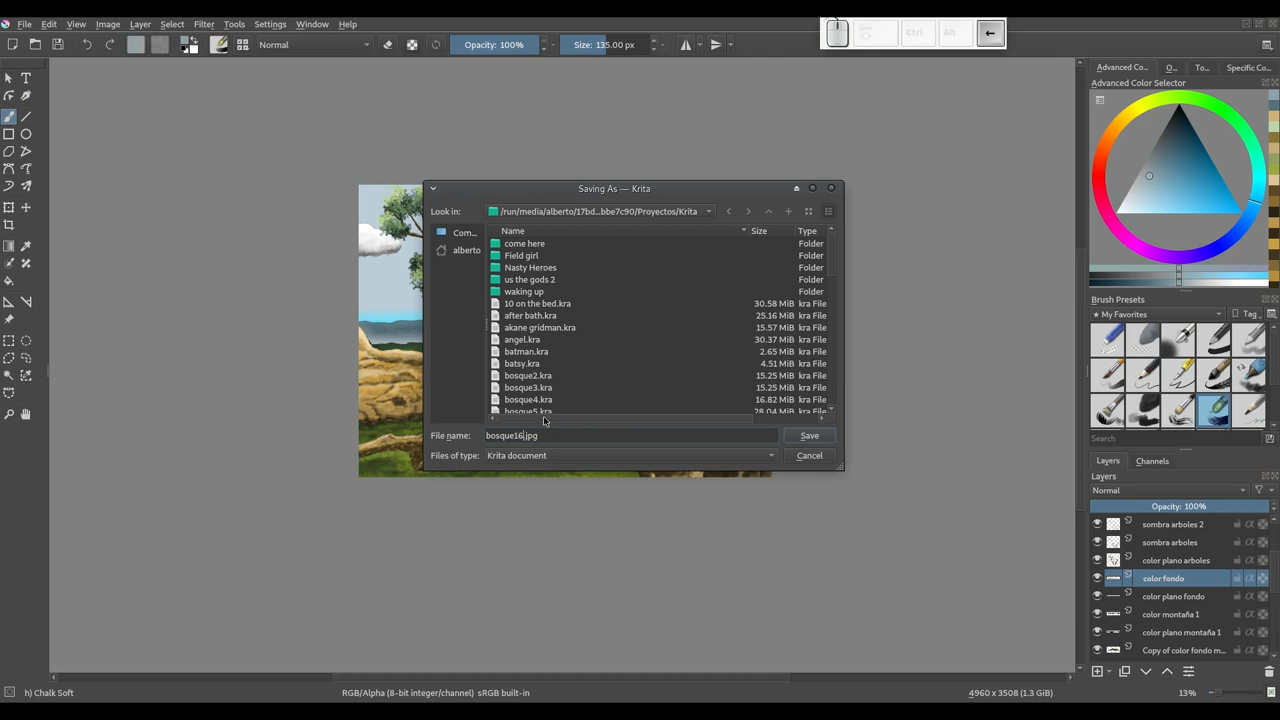 File Edit View Image Layer Select Filter Tools Settings Window Help
Ctrl Alt
Normal
Opacity: 100%
Size: 135.00 px
Advanced Co... O... To... Specific Co...
Advanced Color Selector
Saving As — Krita
Look in: /run/media/alberto/17bd...bbe7c90/Proyectos/Krita
Com...
alberto
Name Size Type
come here Folder
Field girl Folder
Nasty Heroes Folder
us the gods 2 Folder
waking up Folder
10 on the bed.kra 30.58 MiB kra File
after bath.kra 25.16 MiB kra File
akane gridman.kra 15.57 MiB kra File
angel.kra 30.37 MiB kra File
batman.kra 2.65 MiB kra File
batsy.kra 4.51 MiB kra File
bosque2.kra 15.25 MiB kra File
bosque3.kra 15.25 MiB kra File
bosque4.kra 16.82 MiB kra File
bosque5.kra 28.04 MiB kra File
File name: bosque16.jpg Save
Files of type: Krita document Cancel
Brush Presets
My Favorites Tag
Search
Layers Channels
Layers
Normal
Opacity: 100%
sombra arboles 2
sombra arboles
color plano arboles
color fondo
color plano fondo
color montaña 1
color plano montaña 1
Copy of color fondo m...
h) Chalk Soft
RGB/Alpha (8-bit integer/channel) sRGB built-in
4960 x 3508 (1.3 GiB)
13%